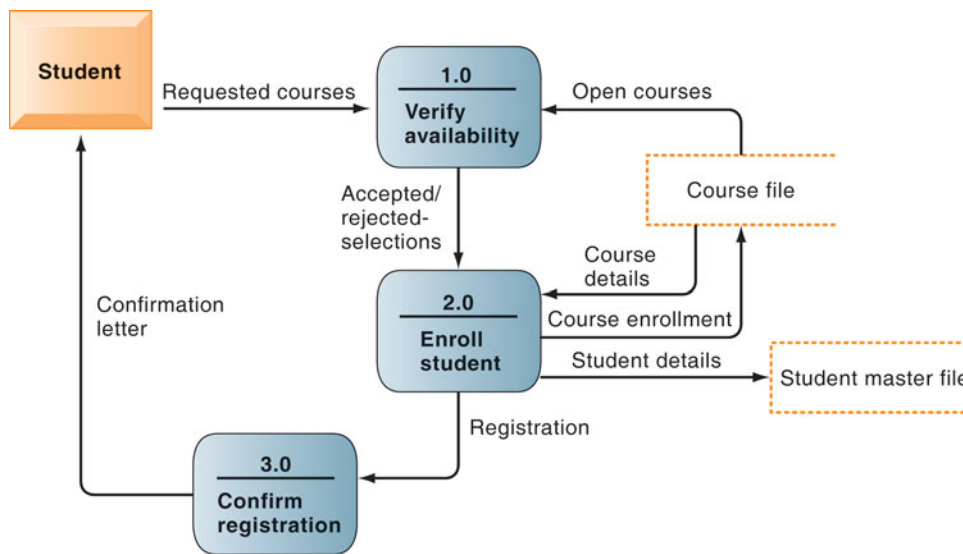 Student
Requested courses
1.0
Verify
availability
Open courses
Course file
Accepted/
rejected-
selections
Course
details
2.0
Enroll
student
Course enrollment
Student details
Student master file
Confirmation
letter
Registration
3.0
Confirm
registration